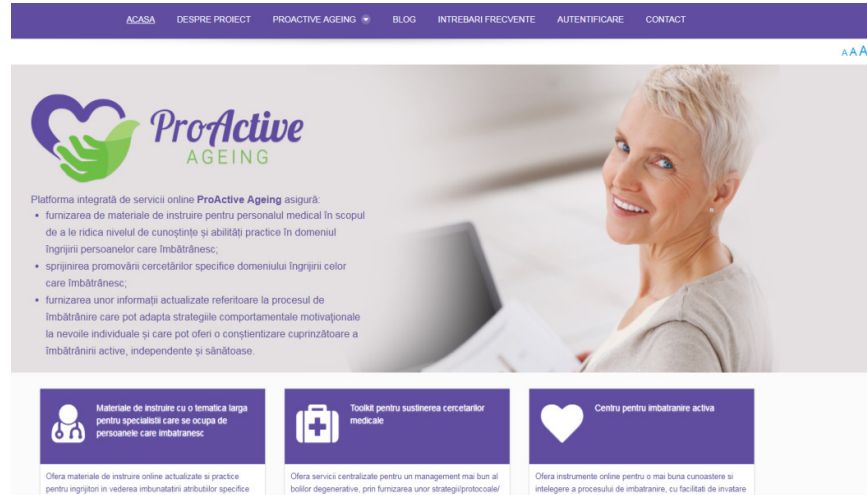 ACASA DESPRE PROIECT PROACTIVE AGEING BLOG INTREBARI FRECVENTE AUTENTIFICARE CONTACT
A A A
ProActive
AGEING
Platforma integrată de servicii online ProActive Ageing asigură:
• furnizarea de materiale de instruire pentru personalul medical în scopul
de a le ridica nivelul de cunoștințe și abilități practice în domeniul
îngrijirii persoanelor care îmbătrânesc;
• sprijinirea promovării cercetărilor specifice domeniului îngrijirii celor
care îmbătrânesc;
• furnizarea unor informații actualizate referitoare la procesul de
îmbătrânire care pot adapta strategiile comportamentale motivaționale
la nevoile individuale și care pot oferi o conștientizare cuprinzătoare a
îmbătrânirii active, independente și sănătoase.
Materiale de instruire cu o tematica larga
pentru specialistii care se ocupa de
persoanele care imbatranesc
Ofera materiale de instruire online actualizate si practice
pentru ingrijitori in vederea imbunatatirii atributiilor specifice
Toolkit pentru sustinerea cercetarilor
medicale
Ofera servicii centralizate pentru un management mai bun al
bolilor degenerative, prin furnizarea unor strategii/protocoale/
Centru pentru imbatranire activa
Ofera instrumente online pentru o mai buna cunoastere si
intelegere a procesului de imbatranire, cu facilitati de invatare